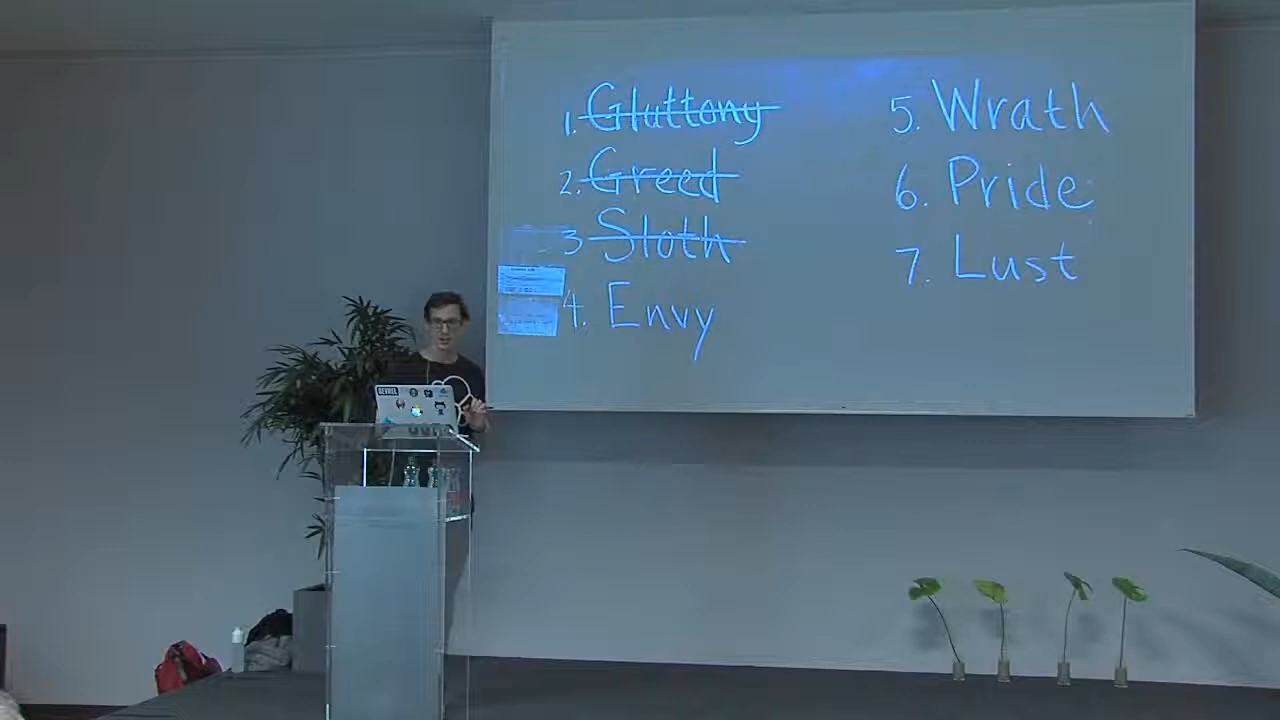 1. Gluttony
2. Greed
3 Sloth
4. Envy
5. Wrath
6. Pride
7. Lust